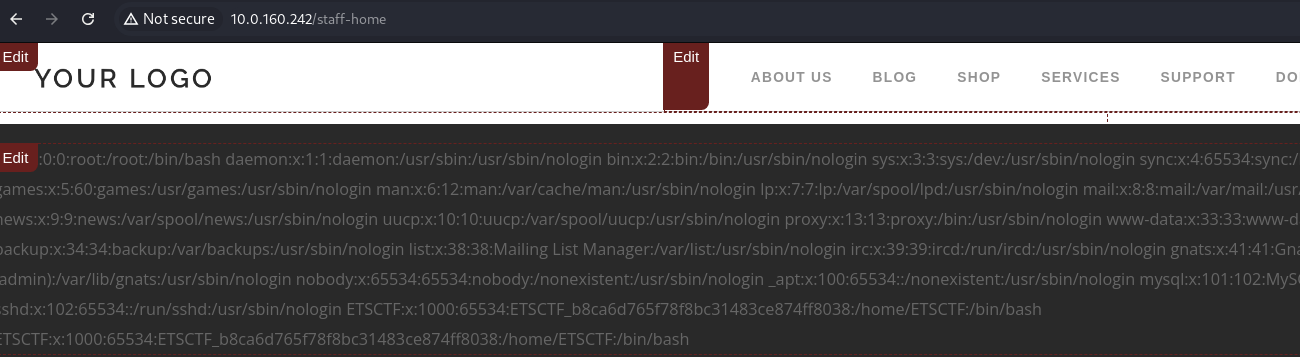 Not secure 10.0.160.242/staff-home
Edit
YOUR LOGO
Edit
ABOUT US BLOG SHOP SERVICES SUPPORT
Edit :0:0:root:/root:/bin/bash daemon:x:1:1:daemon:/usr/sbin:/usr/sbin/nologin bin:x:2:2:bin:/bin:/usr/sbin/nologin sys:x:3:3:sys:/dev:/usr/sbin/nologin sync:x:4:65534:sync:/
games:x:5:60:games:/usr/games:/usr/sbin/nologin man:x:6:12:man:/var/cache/man:/usr/sbin/nologin lp:x:7:7:lp:/var/spool/lpd:/usr/sbin/nologin mail:x:8:8:mail:/var/mail:/usr
news:x:9:9:news:/var/spool/news:/usr/sbin/nologin uucp:x:10:10:uucp:/var/spool/uucp:/usr/sbin/nologin proxy:x:13:13:proxy:/bin:/usr/sbin/nologin www-data:x:33:33:www-d
backup:x:34:34:backup:/var/backups:/usr/sbin/nologin list:x:38:38:Mailing List Manager:/var/list:/usr/sbin/nologin irc:x:39:39:ircd:/run/ircd:/usr/sbin/nologin gnats:x:41:41:Gna
(admin):/var/lib/gnats:/usr/sbin/nologin nobody:x:65534:65534:nobody:/nonexistent:/usr/sbin/nologin _apt:x:100:65534::/nonexistent:/usr/sbin/nologin mysql:x:101:102:MyS
sshd:x:102:65534::/run/sshd:/usr/sbin/nologin ETSCTF:x:1000:65534:ETSCTF_b8ca6d765f78f8bc31483ce874ff8038:/home/ETSCTF:/bin/bash
ETSCTF:x:1000:65534:ETSCTF_b8ca6d765f78f8bc31483ce874ff8038:/home/ETSCTF:/bin/bash